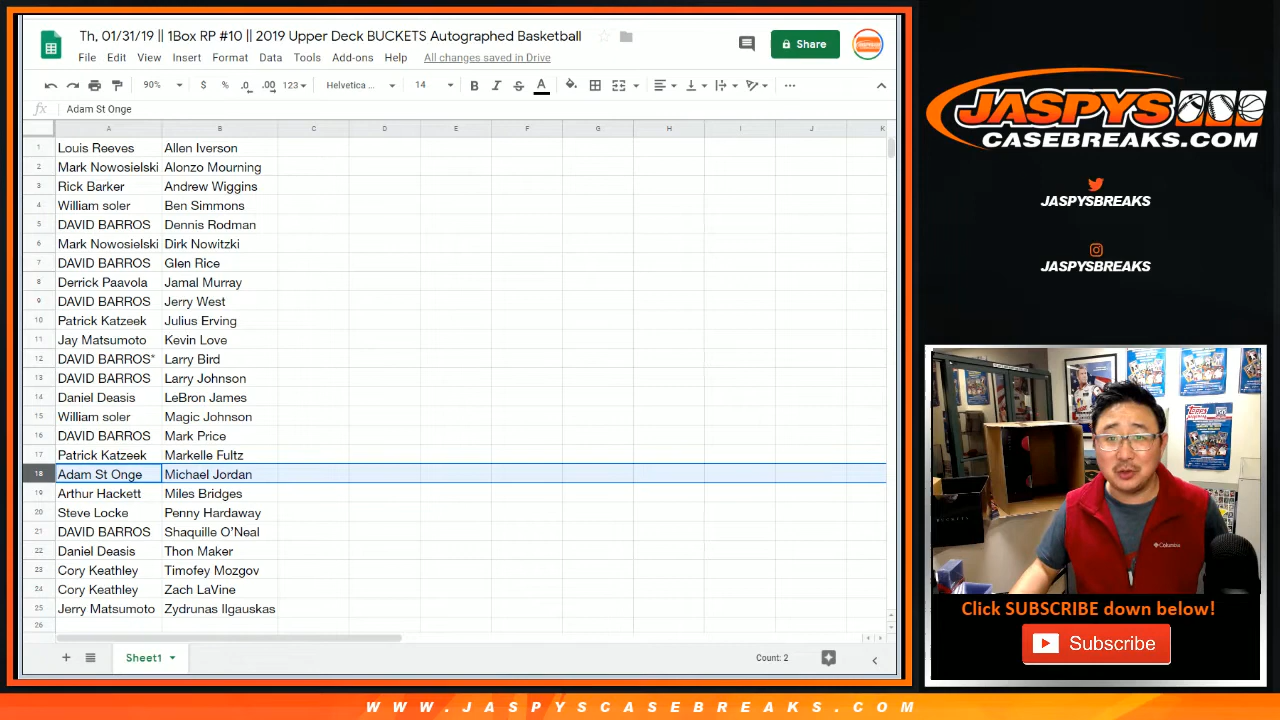 Th, 01/31/19 || 1Box RP #10 || 2019 Upper Deck BUCKETS Autographed Basketball
File Edit View Insert Format Data Tools Add-ons Help All changes saved in Drive
Share
90% $ % .0 .00 123 Helvetica ... 14 B I S A
fx Adam St Onge
A B C D E F G H I J K
1 Louis Reeves Allen Iverson
2 Mark Nowosielski Alonzo Mourning
3 Rick Barker Andrew Wiggins
4 William soler Ben Simmons
5 DAVID BARROS Dennis Rodman
6 Mark Nowosielski Dirk Nowitzki
7 DAVID BARROS Glen Rice
8 Derrick Paavola Jamal Murray
9 DAVID BARROS Jerry West
10 Patrick Katzeek Julius Erving
11 Jay Matsumoto Kevin Love
12 DAVID BARROS* Larry Bird
13 DAVID BARROS Larry Johnson
14 Daniel Deasis LeBron James
15 William soler Magic Johnson
16 DAVID BARROS Mark Price
17 Patrick Katzeek Markelle Fultz
18 Adam St Onge Michael Jordan
19 Arthur Hackett Miles Bridges
20 Steve Locke Penny Hardaway
21 DAVID BARROS Shaquille O'Neal
22 Daniel Deasis Thon Maker
23 Cory Keathley Timofey Mozgov
24 Cory Keathley Zach LaVine
25 Jerry Matsumoto Zydrunas Ilgauskas
26
Sheet1
Count: 2
JASPYS
CASEBREAKS.COM
JASPYSBREAKS
JASPYSBREAKS
Columbia
Click SUBSCRIBE down below!
Subscribe
WWW.JASPYSCASEBREAKS.COM